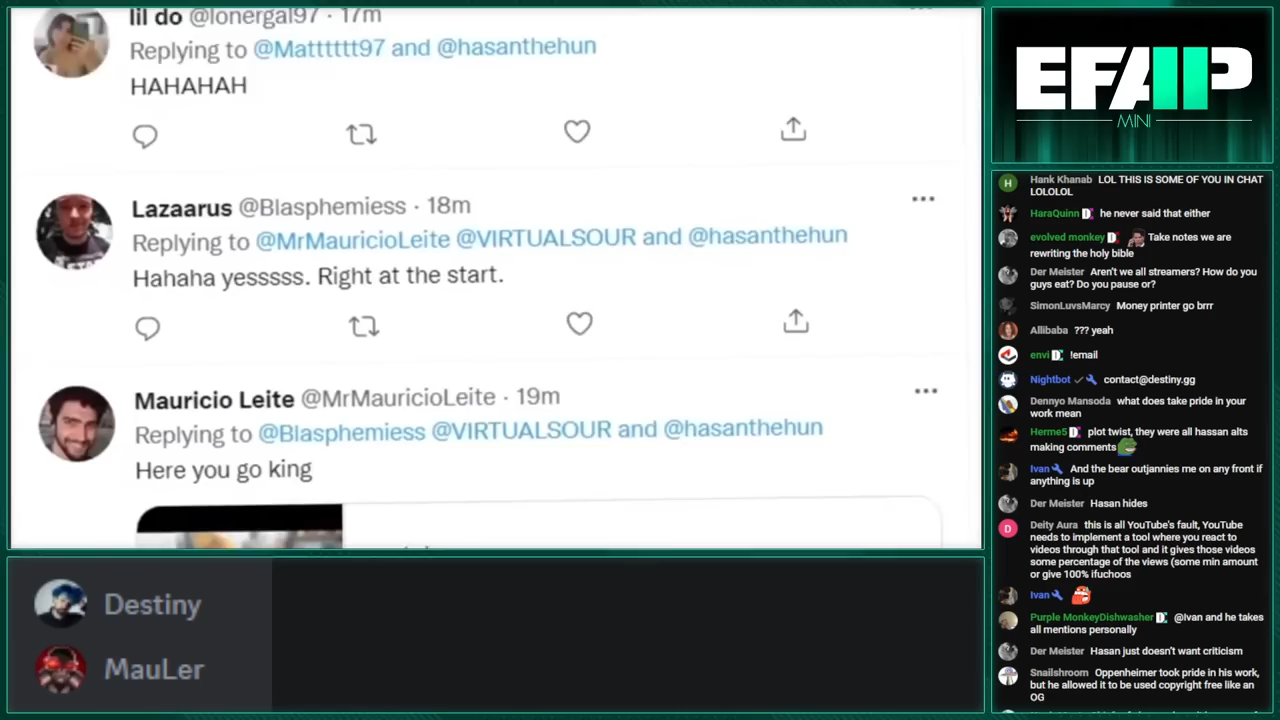 lil do @lonergal97 · 17m
Replying to @Matttttt97 and @hasanthehun
HAHAHAH
Lazaarus @Blasphemiess · 18m
Replying to @MrMauricioLeite @VIRTUALSOUR and @hasanthehun
Hahaha yesssss. Right at the start.
Mauricio Leite @MrMauricioLeite · 19m
Replying to @Blasphemiess @VIRTUALSOUR and @hasanthehun
Here you go king
Destiny
MauLer
EFAP
MINI
Hank Khanab LOL THIS IS SOME OF YOU IN CHAT
LOLOLOL
HaraQuinn he never said that either
evolved monkey Take notes we are
rewriting the holy bible
Der Meister Aren't we all streamers? How do you
guys eat? Do you pause or?
SimonLuvsMarcy Money printer go brrr
Allibaba ??? yeah
envi !email
Nightbot contact@destiny.gg
Dennyo Mansoda what does take pride in your
work mean
Herme5 plot twist, they were all hassan alts
making comments
Ivan And the bear outjannies me on any front if
anything is up
Der Meister Hasan hides
Deity Aura this is all YouTube's fault, YouTube
needs to implement a tool where you react to
videos through that tool and it gives those videos
some percentage of the views (some min amount
or give 100% ifuchoos
Ivan
Purple MonkeyDishwasher @Ivan and he takes
all mentions personally
Der Meister Hasan just doesn't want criticism
Snailshroom Oppenheimer took pride in his work,
but he allowed it to be used copyright free like an
OG